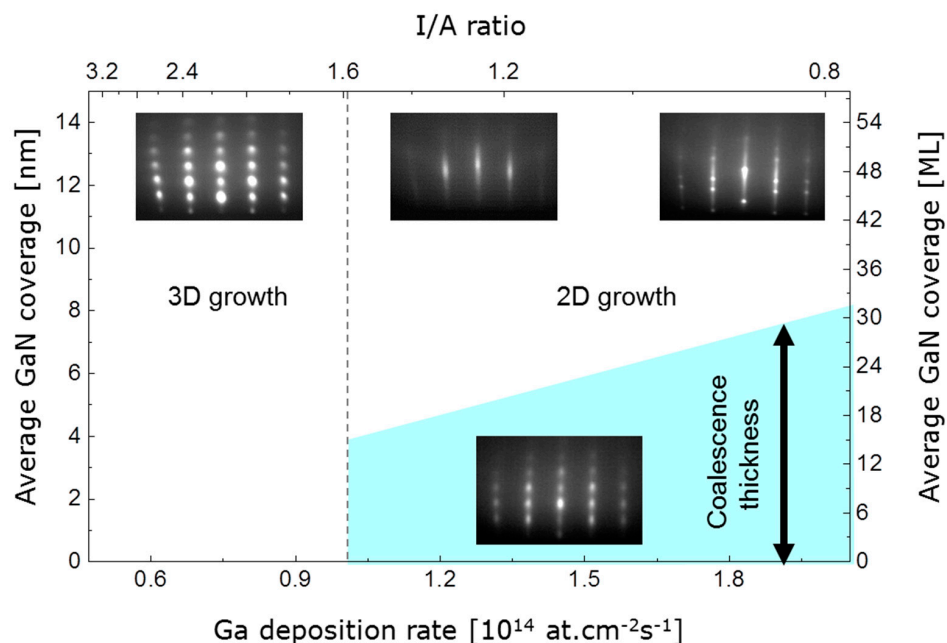 I/A ratio
3.2 2.4 1.6 1.2 0.8
Average GaN coverage [nm]
14
12
10
8
6
4
2
0
3D growth
2D growth
Coalescence
thickness
54
48
42
36
30
24
18
12
6
0
Average GaN coverage [ML]
0.6 0.9 1.2 1.5 1.8
Ga deposition rate [10¹⁴ at.cm⁻²s⁻¹]